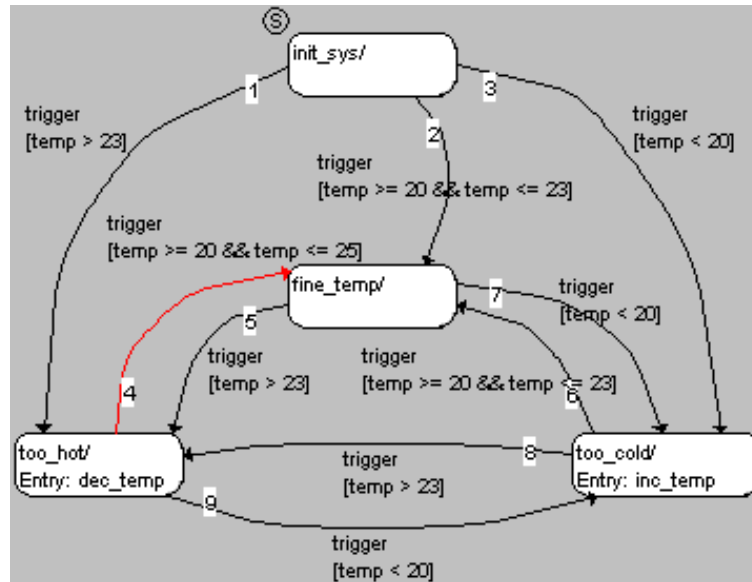 S
init_sys/
1
3
trigger
[temp > 23]
2
trigger
[temp < 20]
trigger
[temp >= 20 && temp <= 23]
trigger
[temp >= 20 && temp <= 25]
fine_temp/
7
5
trigger
[temp < 20]
trigger
[temp > 23]
trigger
[temp >= 20 && temp <= 23]
4
6
too_hot/
Entry: dec_temp
too_cold/
Entry: inc_temp
8
trigger
[temp > 23]
9
trigger
[temp < 20]